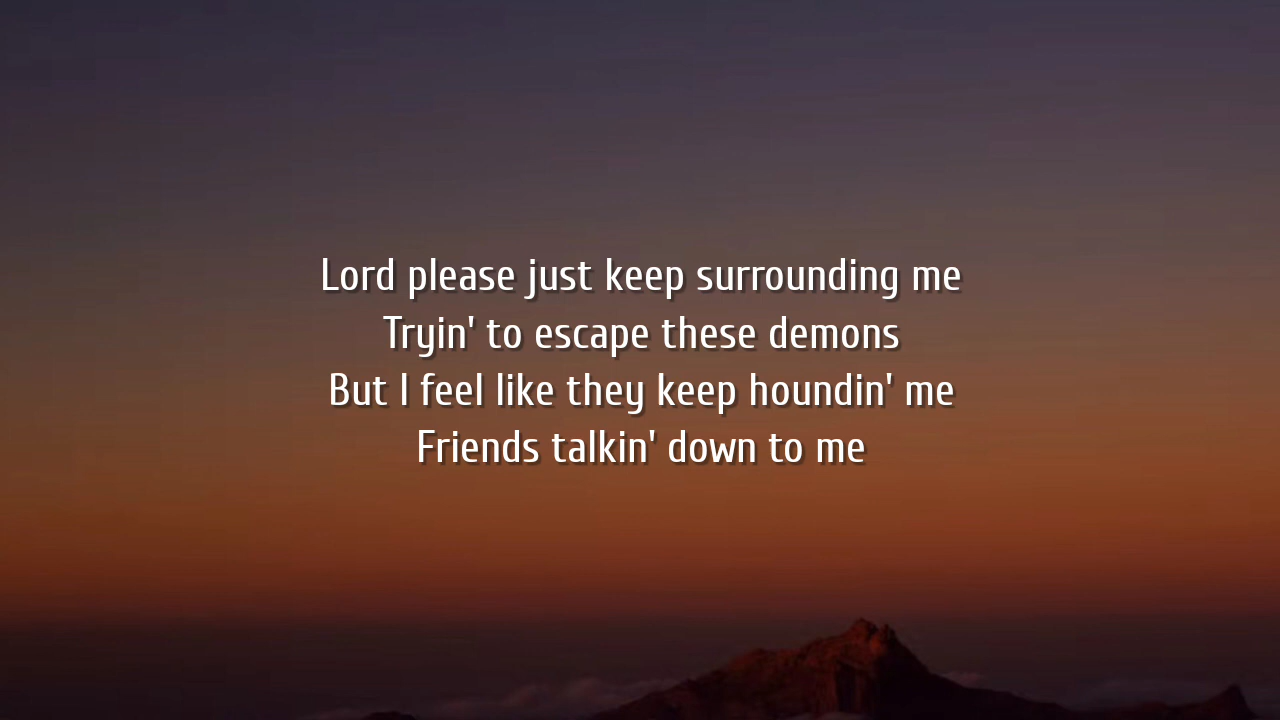 Lord please just keep surrounding me
Tryin' to escape these demons
But I feel like they keep houndin' me
Friends talkin' down to me